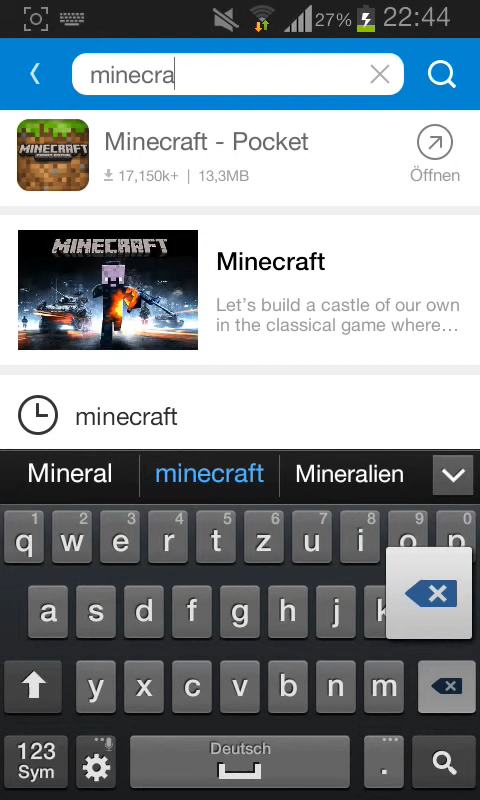 27% 22:44
minecra
MINECRAFT
Minecraft - Pocket
17,150k+ | 13,3MB
Öffnen
MINECRAFT
Minecraft
Let's build a castle of our own
in the classical game where…
minecraft
Mineral minecraft Mineralien
1 2 3 4 5 6 7 8 9 0
q w e r t z u i o p
a s d f g h j k
y x c v b n m
123
Sym
Deutsch
.